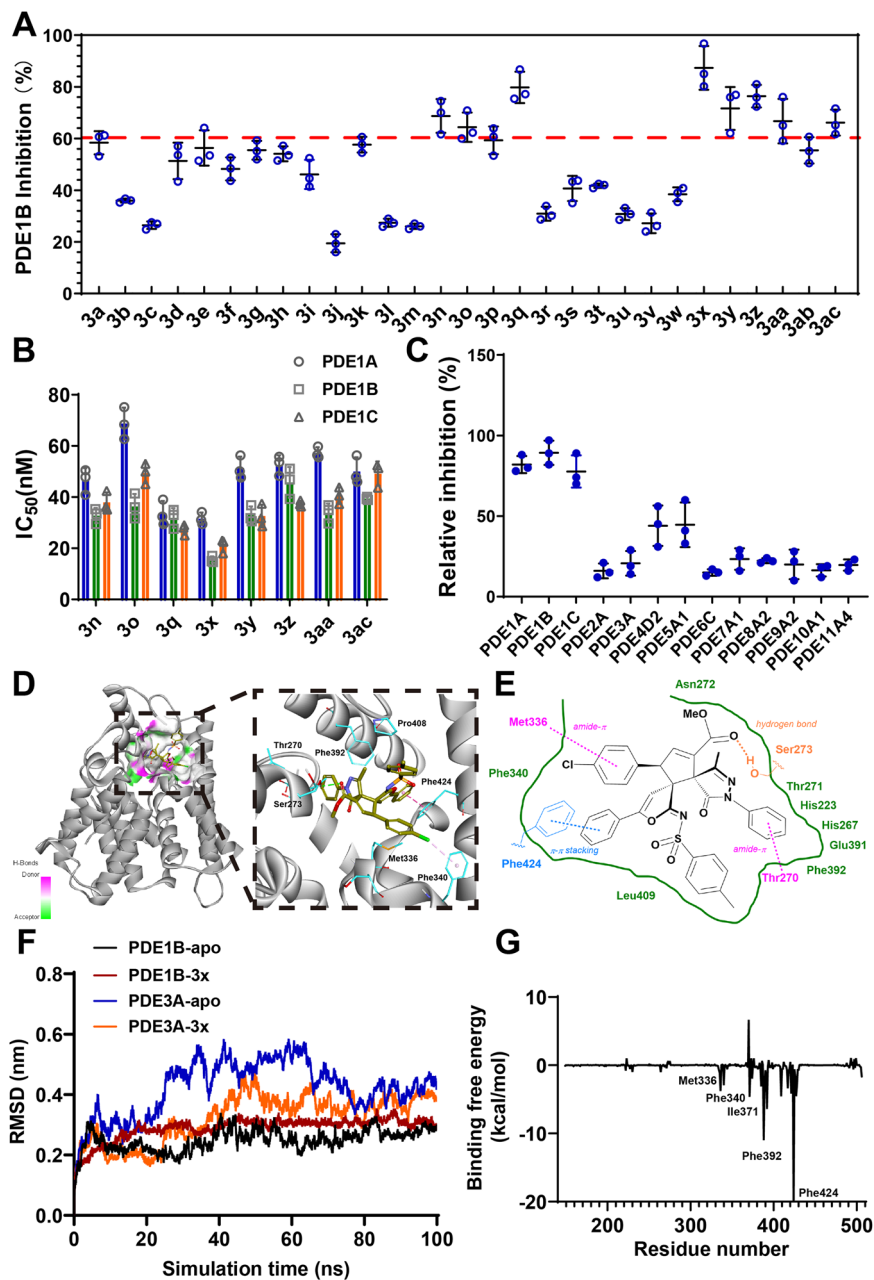 A
PDE1B Inhibition (%)
100
80
60
40
20
0
3a 3b 3c 3d 3e 3f 3g 3h 3i 3j 3k 3l 3m 3n 3o 3p 3q 3r 3s 3t 3u 3v 3w 3x 3y 3z 3aa 3ab 3ac
B
PDE1A
PDE1B
PDE1C
IC50(nM)
80
60
40
20
0
3n 3o 3q 3x 3y 3z 3aa 3ac
C
Relative inhibition (%)
150
100
50
0
PDE1A PDE1B PDE1C PDE2A PDE3A PDE4D2 PDE5A1 PDE6C PDE7A1 PDE8A2 PDE9A2 PDE10A1 PDE11A4
D
H-Bonds
Donor
Acceptor
Pro408
Thr270
Phe392
Phe424
Ser273
Met336
Phe340
E
Asn272
MeO
Met336
amide-π
hydrogen bond
O
H
Ser273
O
Cl
Phe340
Thr271
N
His223
O
N
His267
O
N
Glu391
Phe424
π-π stacking
O
S
amide-π
Phe392
O
Thr270
Leu409
F
PDE1B-apo
PDE1B-3x
PDE3A-apo
PDE3A-3x
RMSD (nm)
0.8
0.6
0.4
0.2
0.0
0 20 40 60 80 100
Simulation time (ns)
G
Binding free energy
(kcal/mol)
10
0
-10
-20
Met336
Phe340
Ile371
Phe392
Phe424
200 300 400 500
Residue number